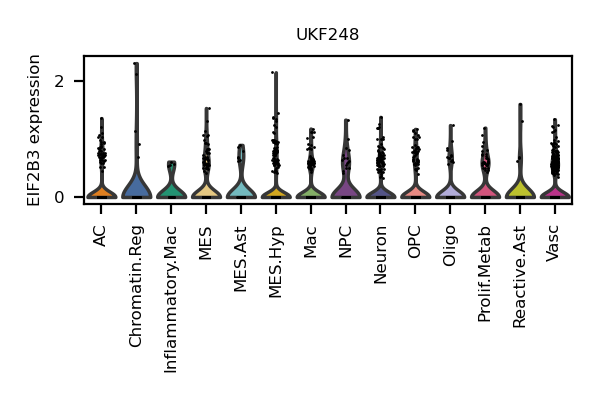 UKF248
EIF2B3 expression
2
0
AC
Chromatin.Reg
Inflammatory.Mac
MES
MES.Ast
MES.Hyp
Mac
NPC
Neuron
OPC
Oligo
Prolif.Metab
Reactive.Ast
Vasc